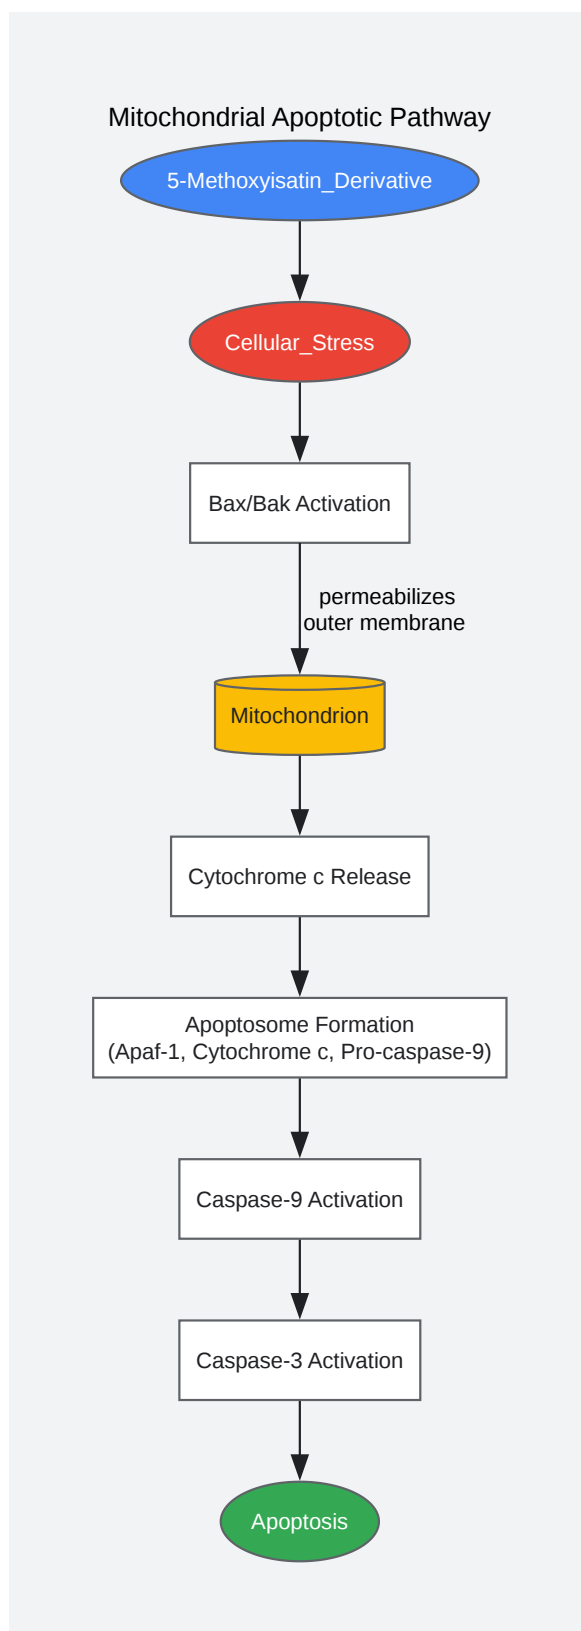 Mitochondrial Apoptotic Pathway
5-Methoxyisatin_Derivative
Cellular_Stress
Bax/Bak Activation
permeabilizes
outer membrane
Mitochondrion
Cytochrome c Release
Apoptosome Formation
(Apaf-1, Cytochrome c, Pro-caspase-9)
Caspase-9 Activation
Caspase-3 Activation
Apoptosis